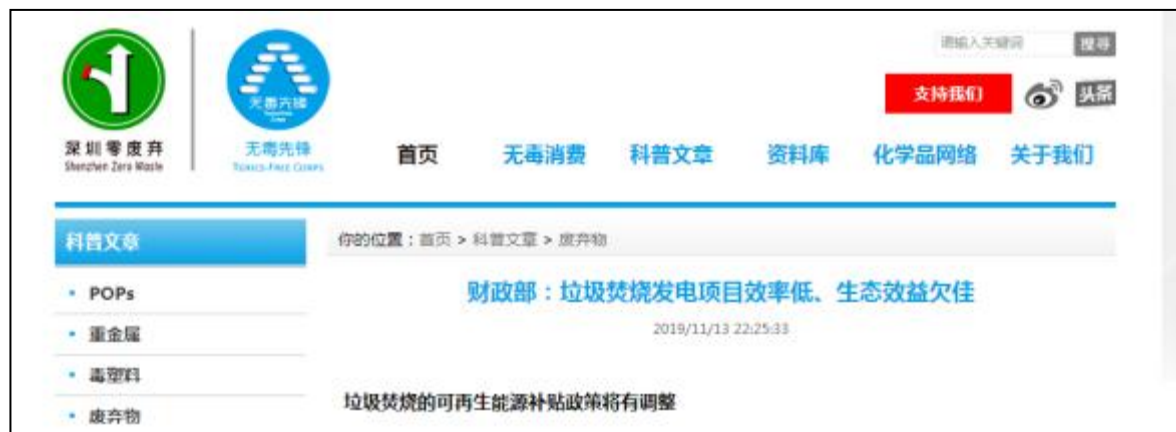 请输入关键词
搜寻
支持我们
头条
无毒先锋
深圳零废弃
Shenzhen Zero Waste
无毒先锋
Toxics-Free Corps
首页 无毒消费 科普文章 资料库 化学品网络 关于我们
科普文章
你的位置：首页 > 科普文章 > 废弃物
• POPs
• 重金属
• 毒塑料
• 废弃物
财政部：垃圾焚烧发电项目效率低、生态效益欠佳
2019/11/13 22:25:33
垃圾焚烧的可再生能源补贴政策将有调整